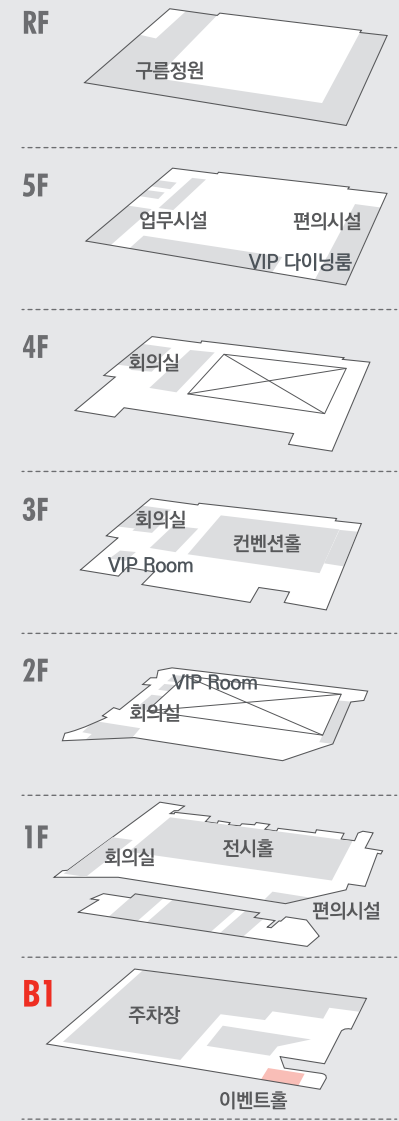 RF
구름정원
5F
업무시설
편의시설
VIP 다이닝룸
4F
회의실
3F
회의실
컨벤션홀
VIP Room
2F
VIP Room
회의실
1F
전시홀
회의실
편의시설
B1
주차장
이벤트홀